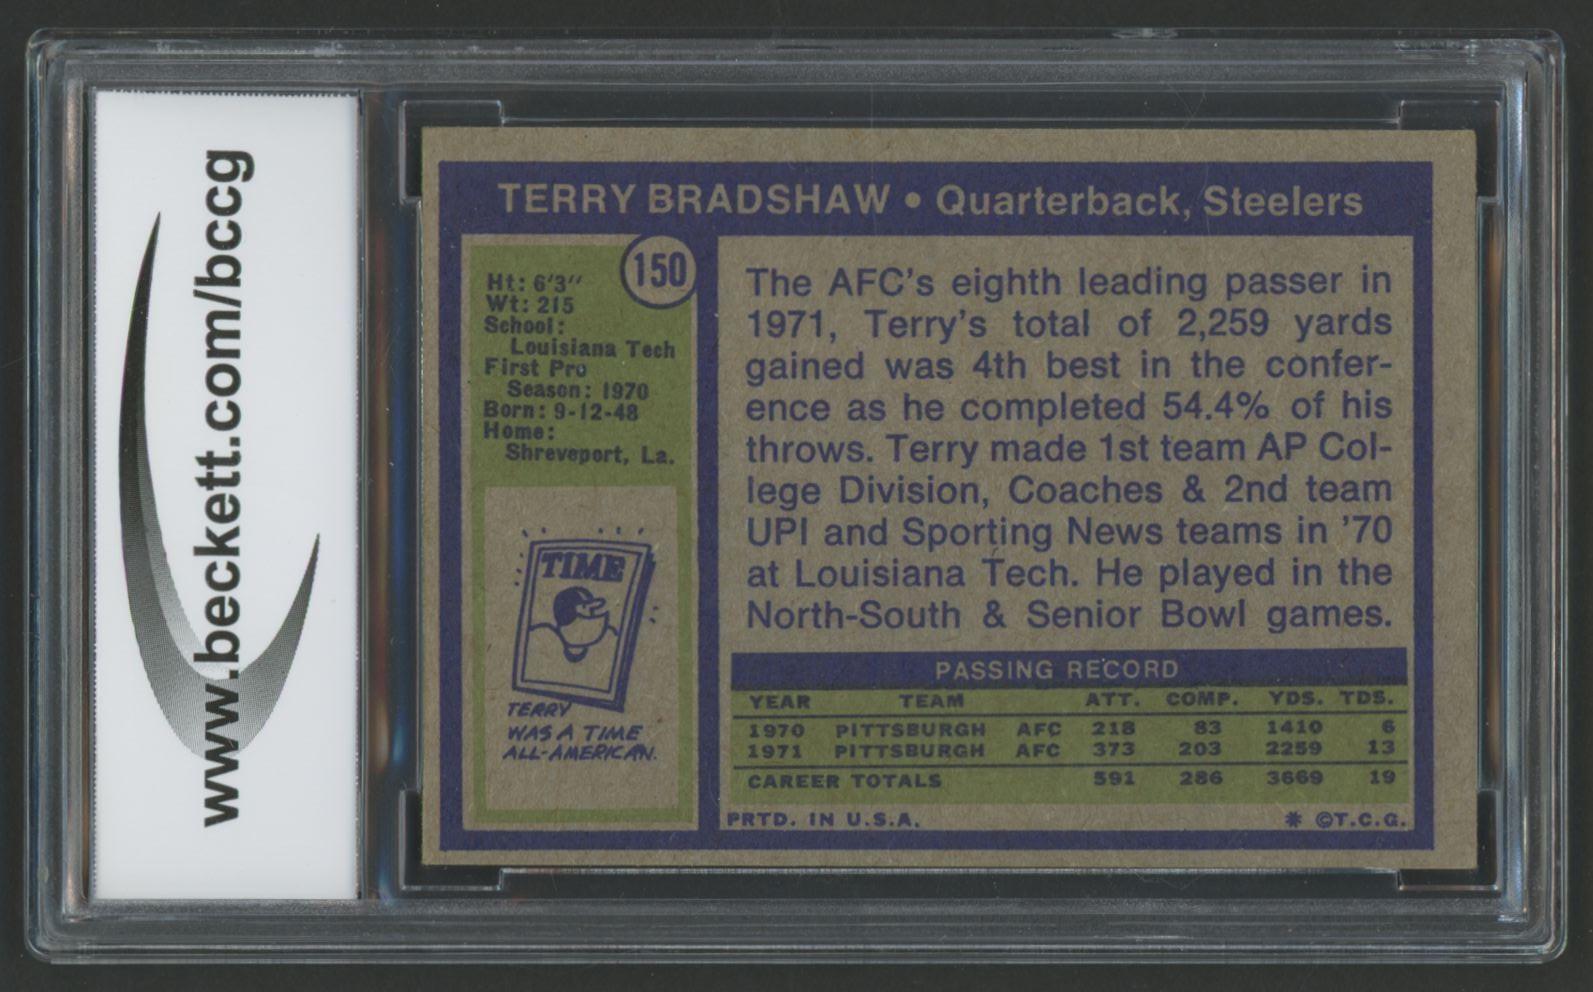 www.beckett.com/bccg
TERRY BRADSHAW • Quarterback, Steelers
150
Ht: 6'3"
Wt: 215
School:
Louisiana Tech
First Pro
Season: 1970
Born: 9-12-48
Home:
Shreveport, La.
TIME
TERRY
WAS A TIME
ALL-AMERICAN.
The AFC's eighth leading passer in
1971, Terry's total of 2,259 yards
gained was 4th best in the confer-
ence as he completed 54.4% of his
throws. Terry made 1st team AP Col-
lege Division, Coaches & 2nd team
UPI and Sporting News teams in '70
at Louisiana Tech. He played in the
North-South & Senior Bowl games.
PASSING RECORD
YEAR TEAM ATT. COMP. YDS. TDS.
1970 PITTSBURGH AFC 218 83 1410 6
1971 PITTSBURGH AFC 373 203 2259 13
CAREER TOTALS 591 286 3669 19
PRTD. IN U.S.A. * ©T.C.G.